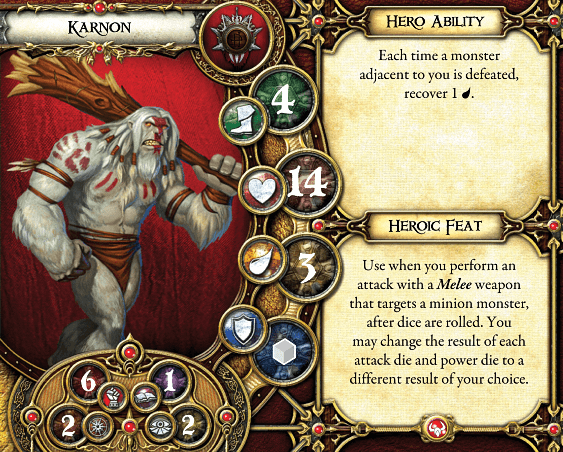 Karnon
4
14
3
6
1
2
2
Hero Ability
Each time a monster
adjacent to you is defeated,
recover 1 .
Heroic Feat
Use when you perform an
attack with a Melee weapon
that targets a minion monster,
after dice are rolled. You
may change the result of each
attack die and power die to a
different result of your choice.